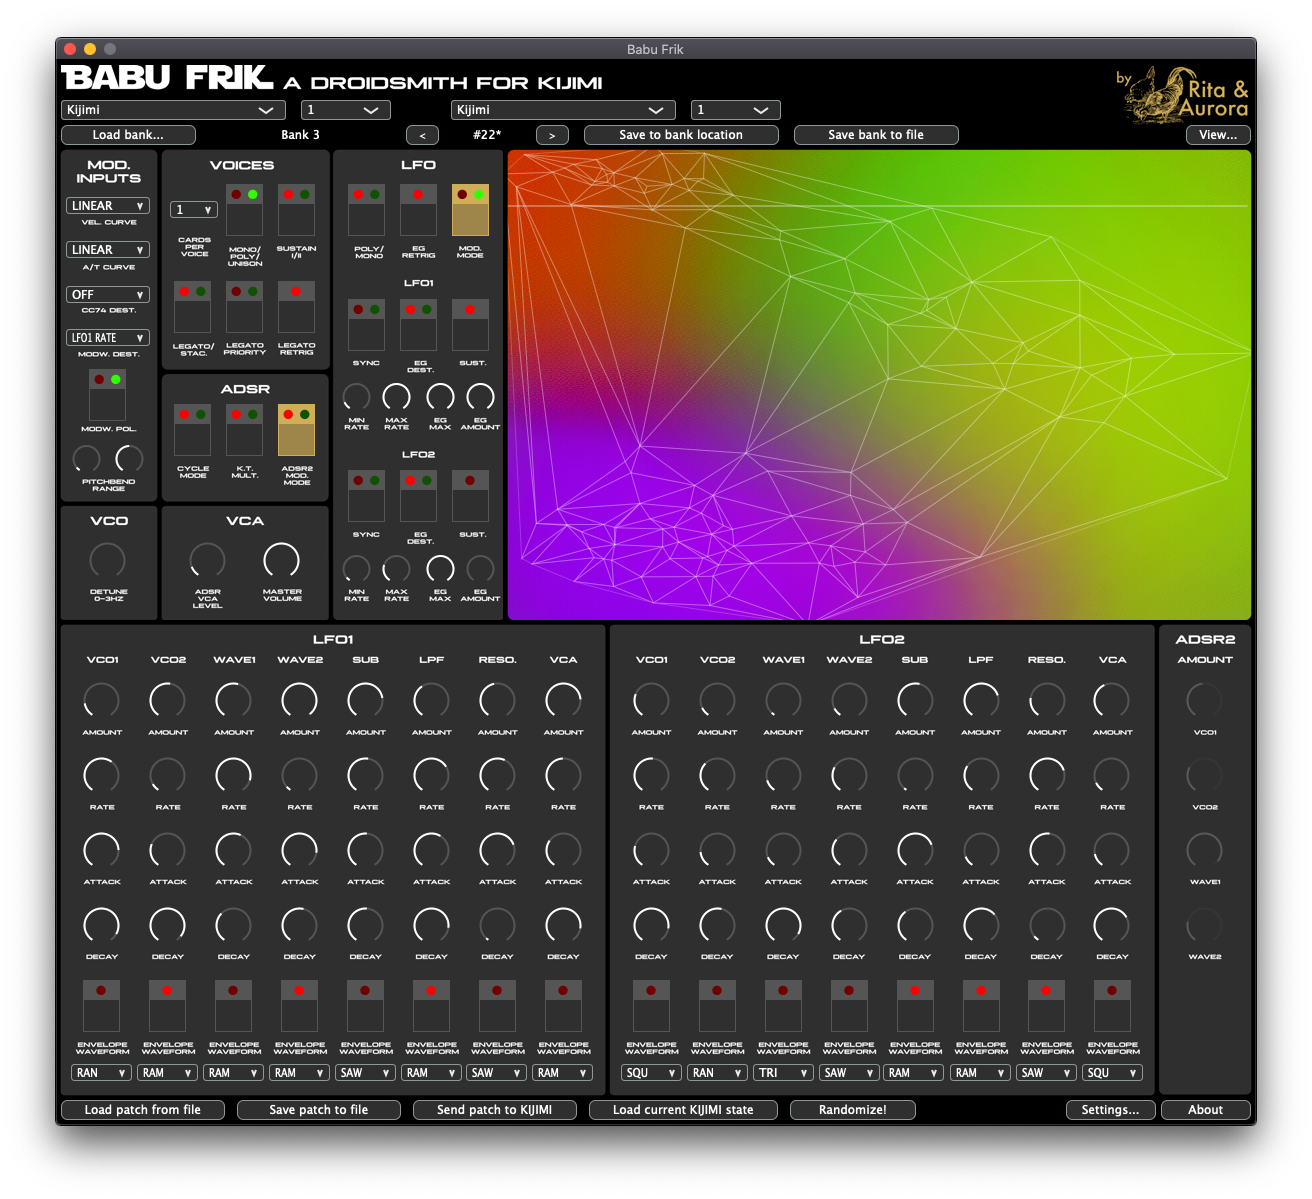 Babu Frik
BABU FRIK A DROIDSMITH FOR KIJIMI
by Rita &
Aurora
Kijimi 1 Kijimi 1
Load bank... Bank 3 < #22* > Save to bank location Save bank to file View...
MOD.
INPUTS
LINEAR
VEL. CURVE
LINEAR
A/T CURVE
OFF
CC74 DEST.
LFO1 RATE
MODW. DEST.
MODW. POL.
PITCHBEND
RANGE
VOICES
1
CARDS
PER
VOICE
MONO/
POLY/
UNISON
SUSTAIN
I/II
LEGATO/
STAC.
LEGATO
PRIORITY
LEGATO
RETRIG
ADSR
CYCLE
MODE
K.T.
MULT.
ADSR2
MOD.
MODE
VCO
DETUNE
0-3HZ
VCA
ADSR
VCA
LEVEL
MASTER
VOLUME
LFO
POLY/
MONO
EG
RETRIG
MOD.
MODE
LFO1
SYNC
EG
DEST.
SUST.
MIN
RATE
MAX
RATE
EG
MAX
EG
AMOUNT
LFO2
SYNC
EG
DEST.
SUST.
MIN
RATE
MAX
RATE
EG
MAX
EG
AMOUNT
LFO1
VCO1 VCO2 WAVE1 WAVE2 SUB LPF RESO. VCA
AMOUNT AMOUNT AMOUNT AMOUNT AMOUNT AMOUNT AMOUNT AMOUNT
RATE RATE RATE RATE RATE RATE RATE RATE
ATTACK ATTACK ATTACK ATTACK ATTACK ATTACK ATTACK ATTACK
DECAY DECAY DECAY DECAY DECAY DECAY DECAY DECAY
ENVELOPE ENVELOPE ENVELOPE ENVELOPE ENVELOPE ENVELOPE ENVELOPE ENVELOPE
WAVEFORM WAVEFORM WAVEFORM WAVEFORM WAVEFORM WAVEFORM WAVEFORM WAVEFORM
RAN RAM RAM RAM SAW RAM SAW RAM
LFO2
VCO1 VCO2 WAVE1 WAVE2 SUB LPF RESO. VCA
AMOUNT AMOUNT AMOUNT AMOUNT AMOUNT AMOUNT AMOUNT AMOUNT
RATE RATE RATE RATE RATE RATE RATE RATE
ATTACK ATTACK ATTACK ATTACK ATTACK ATTACK ATTACK ATTACK
DECAY DECAY DECAY DECAY DECAY DECAY DECAY DECAY
ENVELOPE ENVELOPE ENVELOPE ENVELOPE ENVELOPE ENVELOPE ENVELOPE ENVELOPE
WAVEFORM WAVEFORM WAVEFORM WAVEFORM WAVEFORM WAVEFORM WAVEFORM WAVEFORM
SQU RAN TRI SAW RAM RAM SAW SQU
ADSR2
AMOUNT
VCO1
VCO2
WAVE1
WAVE2
Load patch from file Save patch to file Send patch to KIJIMI Load current KIJIMI state Randomize! Settings... About